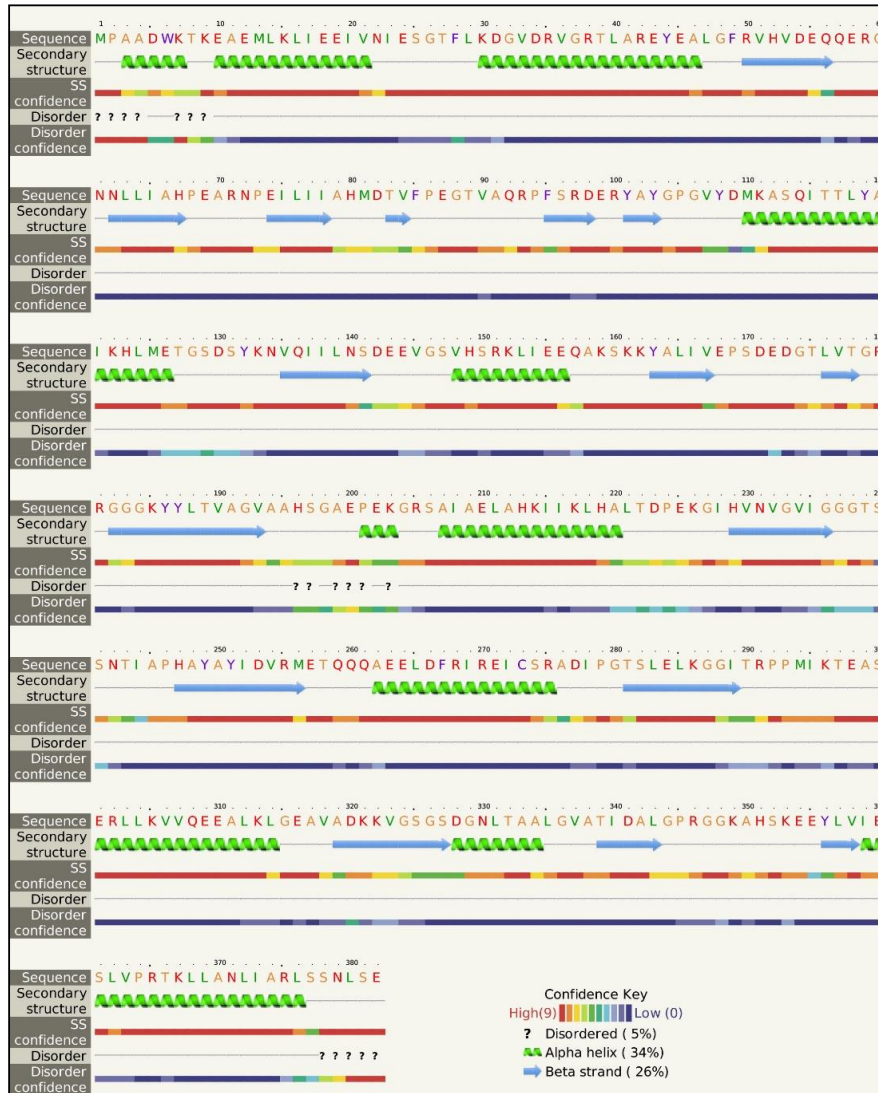 1 10 20 30 40 50
Sequence MPAADWKTKEAEMLKLIEEIVNIESGTFLKDGVDRVGRTLAREYEALGFRVHVDEQQERG
Secondary
structure
SS
confidence
Disorder ? ? ? ? ? ? ?
Disorder
confidence
70 80 90 100 110
Sequence NNLLIAHPEARNPEILIIAHMDTVFPEGTVAQRPFSRDERYAYGPGVYDMKASQITTLYA
Secondary
structure
SS
confidence
Disorder
Disorder
confidence
130 140 150 160 170
Sequence IKHLMETGSDSYKNVQIILNSDEEVGSVHSRKLIEEQAKSKKYALIVEPSDEDGTLVTGR
Secondary
structure
SS
confidence
Disorder
Disorder
confidence
190 200 210 220 230
Sequence RGGGKYYLTVAGVAAHSGAEPEKGRSAIAELAHKIIKLHALTDPEKGIHVNVGVIGGGTS
Secondary
structure
SS
confidence
Disorder ? ? ? ? ? ?
Disorder
confidence
250 260 270 280 290
Sequence SNTIAPHAYAYIDVRMETQQQAEELDFRIREICSRADIPGTSLELKGGITRPPMIKTEAS
Secondary
structure
SS
confidence
Disorder
Disorder
confidence
310 320 330 340 350
Sequence ERLLKVVQEEALKLGEAVADKKVGSGSDGNLTAALGVATIDALGPRGGKAHSKEEYLVIE
Secondary
structure
SS
confidence
Disorder
Disorder
confidence
370 380
Sequence SLVPRTKLLANLIARLSSNLSE
Secondary
structure
SS
confidence
Disorder ? ? ? ? ?
Disorder
confidence
Confidence Key
High(9) Low (0)
? Disordered ( 5%)
Alpha helix ( 34%)
Beta strand ( 26%)